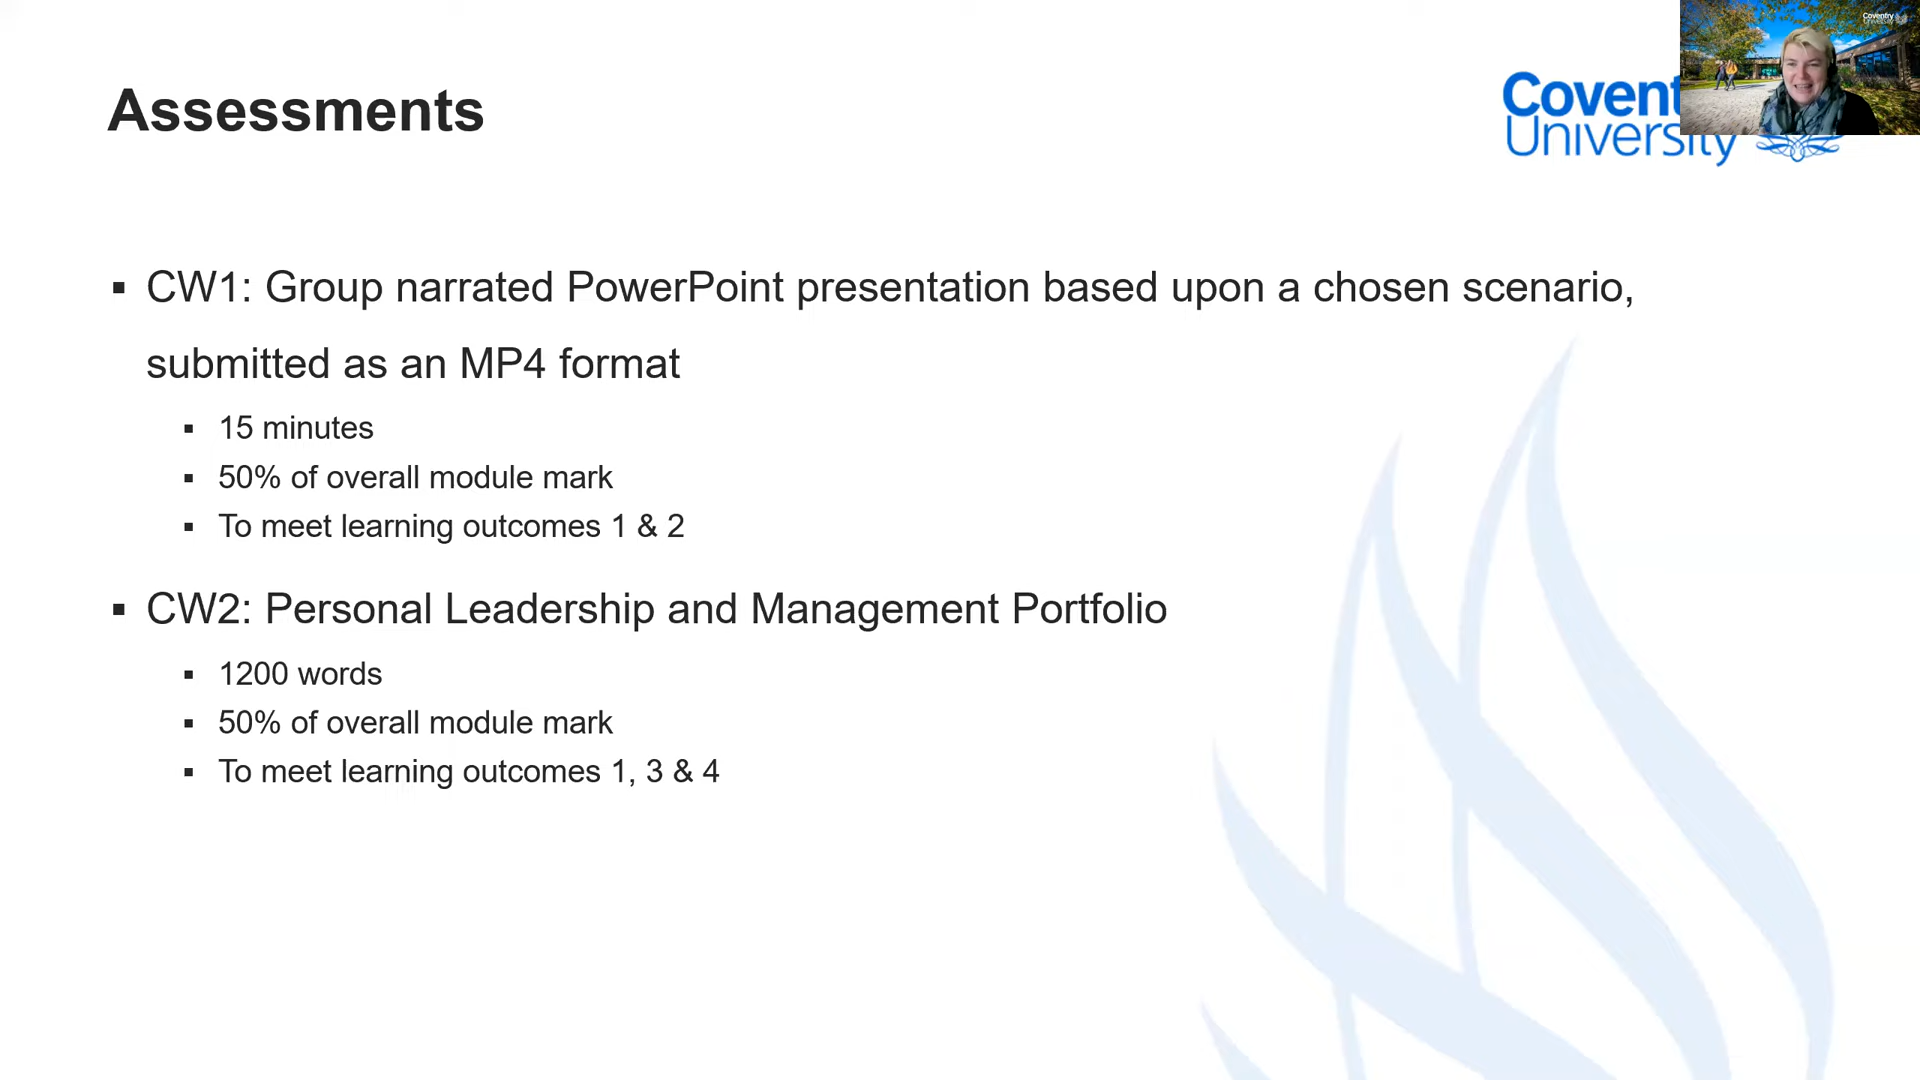 Coventry
University
Assessments
Covent
University
▪ CW1: Group narrated PowerPoint presentation based upon a chosen scenario,
submitted as an MP4 format
▪ 15 minutes
▪ 50% of overall module mark
▪ To meet learning outcomes 1 & 2
▪ CW2: Personal Leadership and Management Portfolio
▪ 1200 words
▪ 50% of overall module mark
▪ To meet learning outcomes 1, 3 & 4